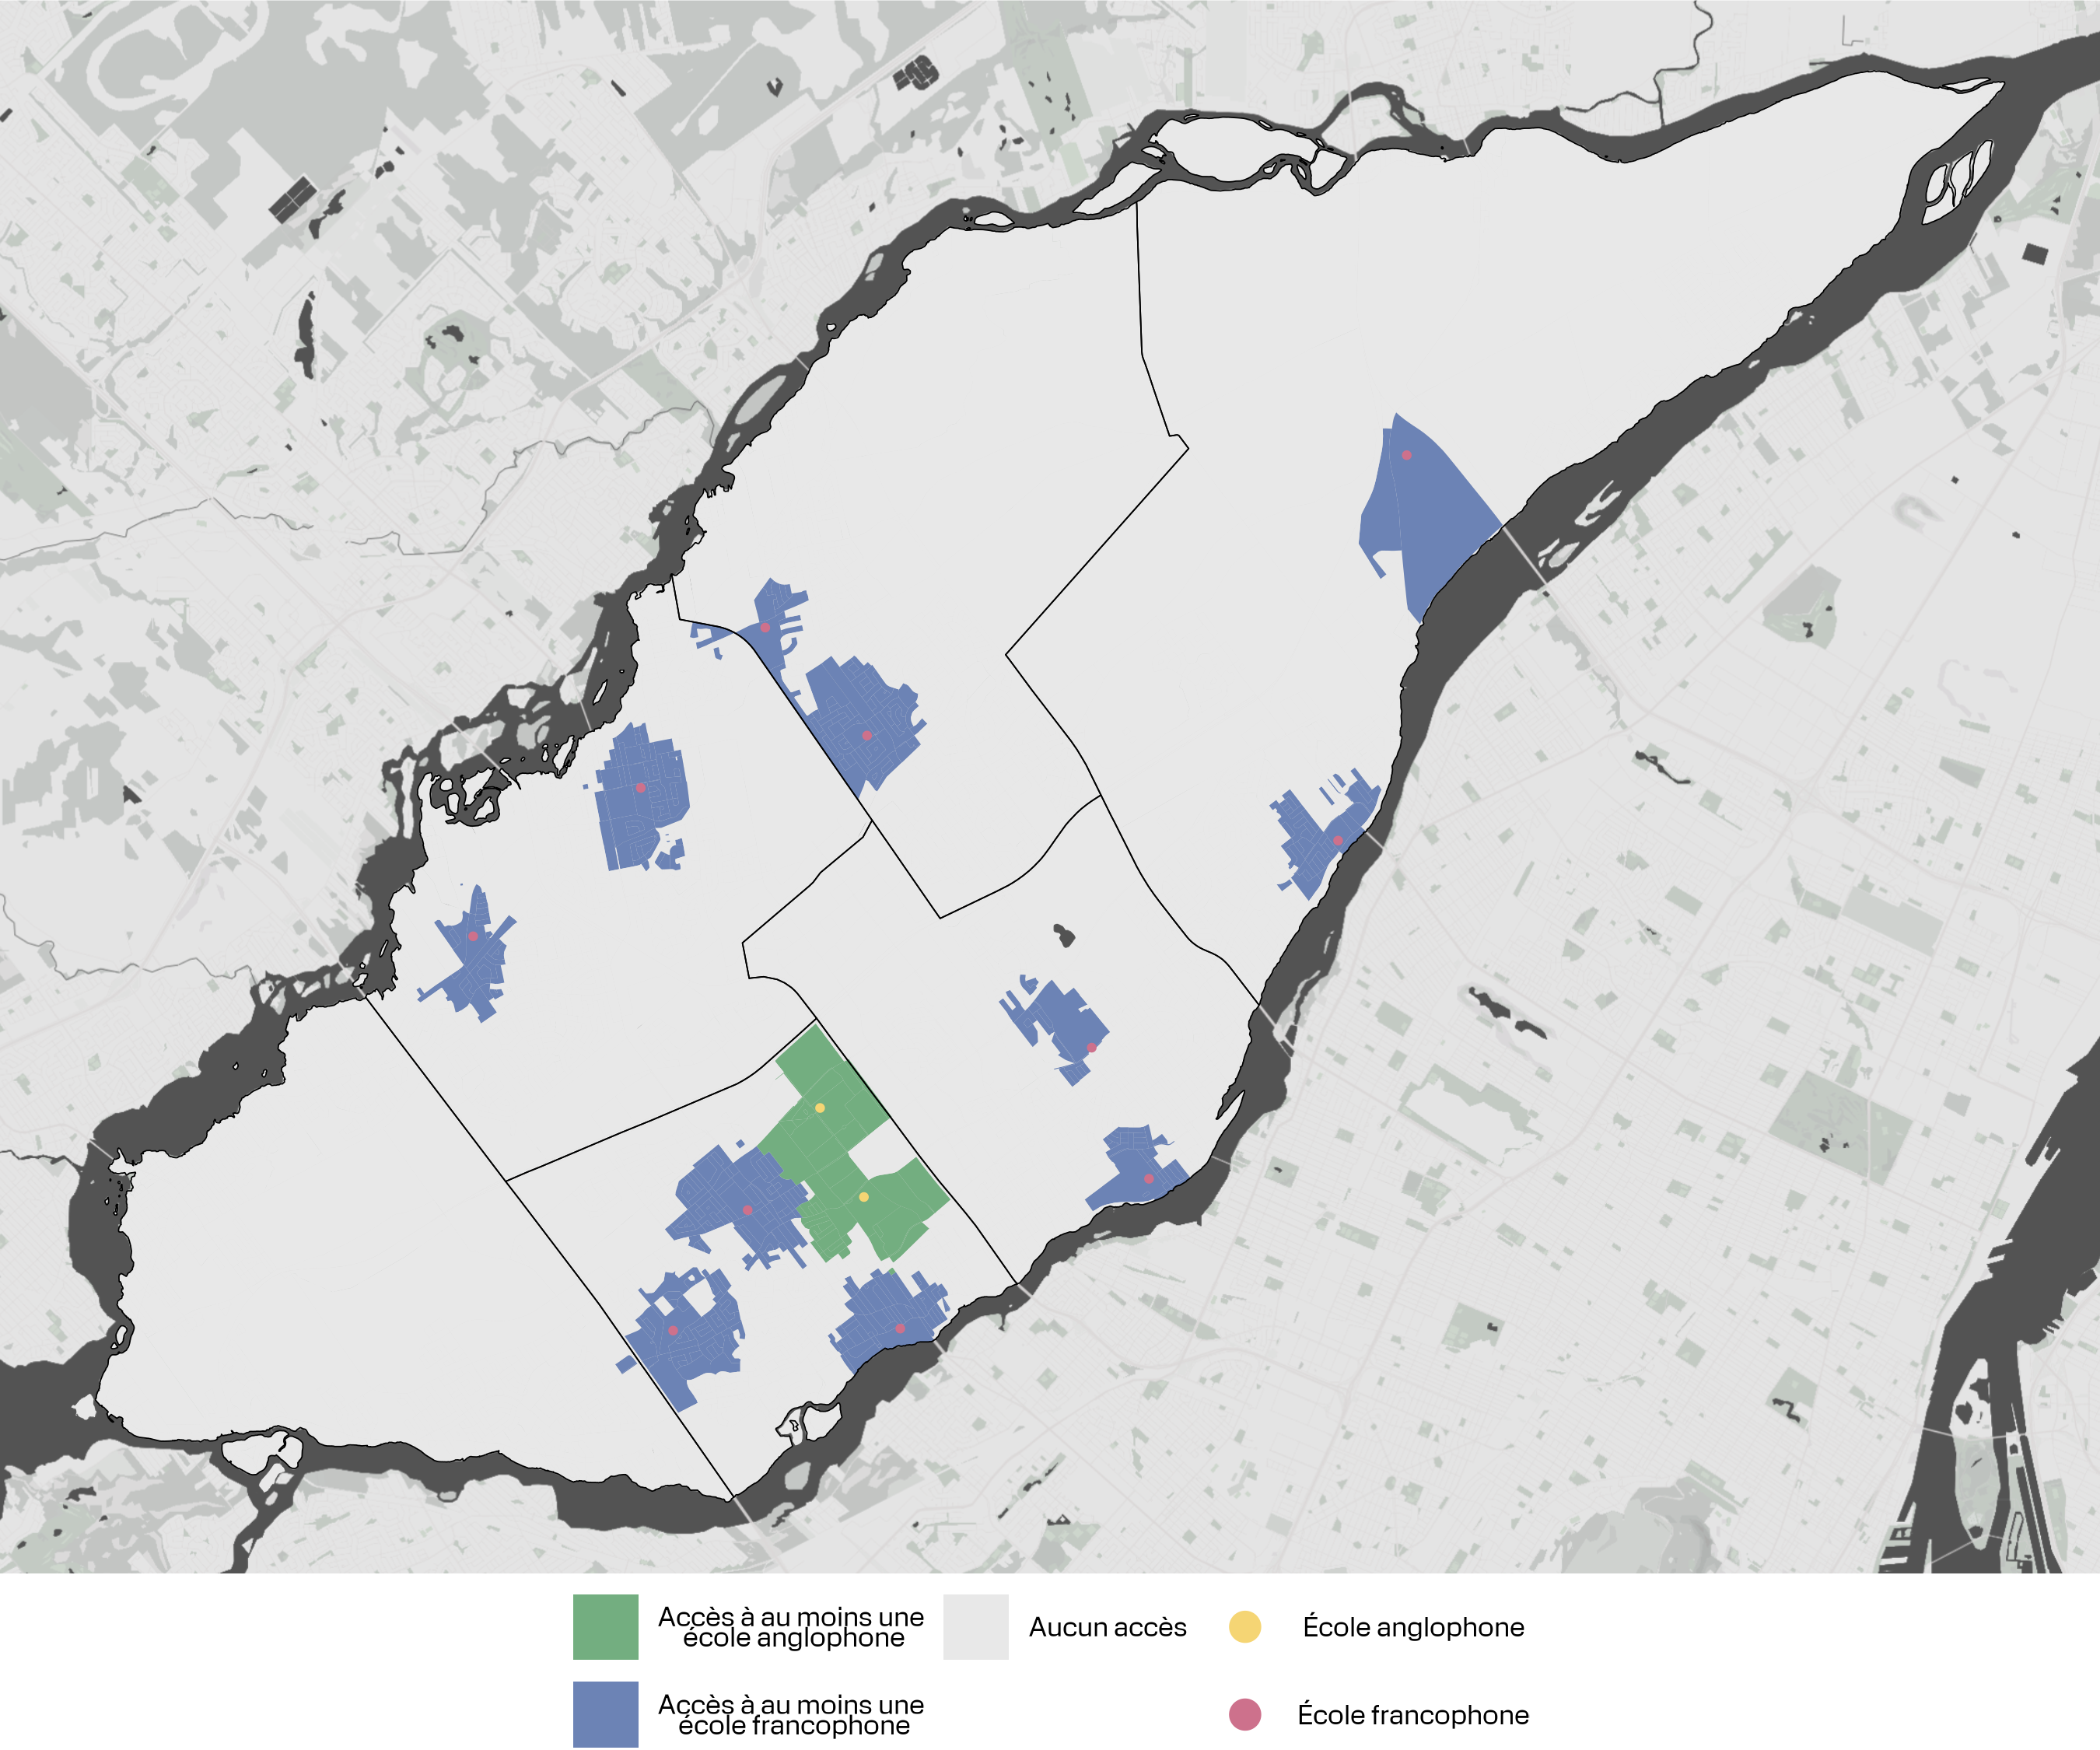 Accès à au moins une
école anglophone
Aucun accès
École anglophone
Accès à au moins une
école francophone
École francophone